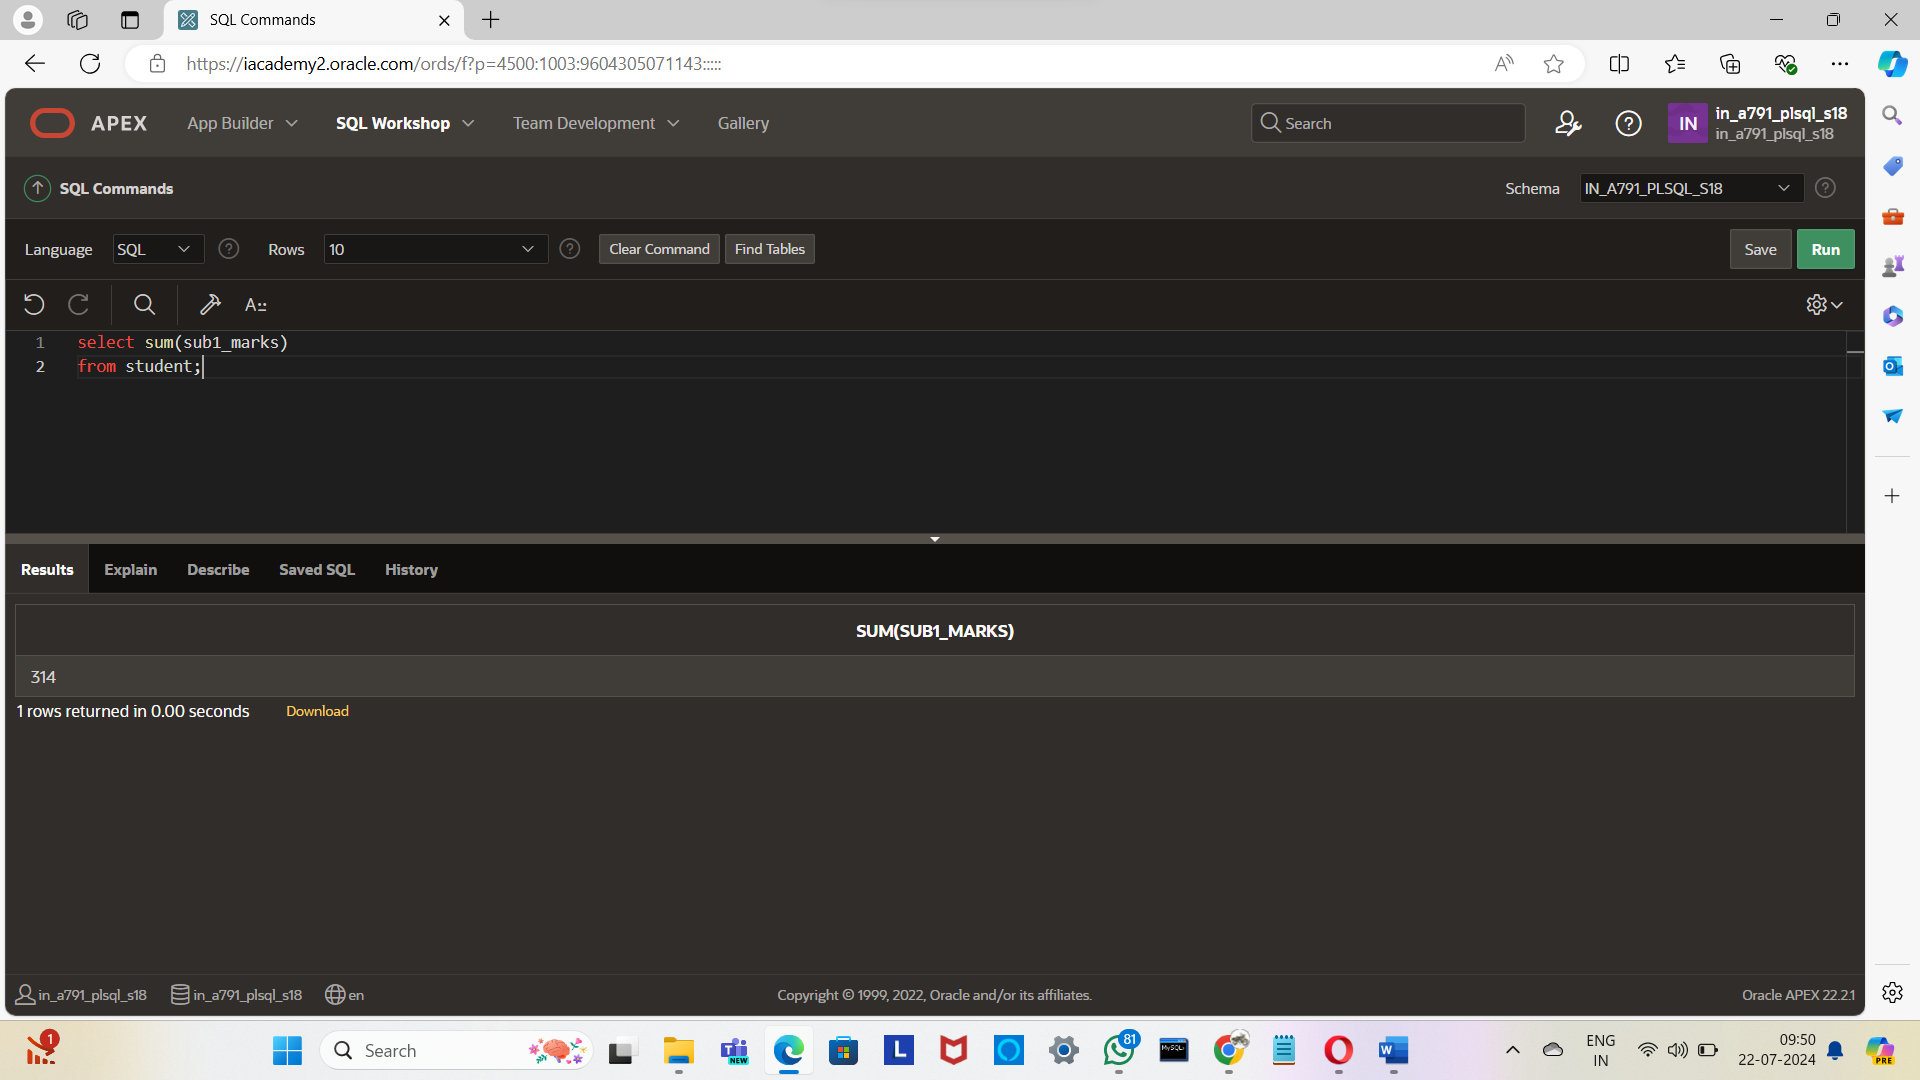 SQL Commands
https://iacademy2.oracle.com/ords/f?p=4500:1003:9604305071143:::::
APEX App Builder SQL Workshop Team Development Gallery Search IN in_a791_plsql_s18
in_a791_plsql_s18
SQL Commands Schema IN_A791_PLSQL_S18
Language SQL Rows 10 Clear Command Find Tables Save Run
1 select sum(sub1_marks)
2 from student;
Results Explain Describe Saved SQL History
SUM(SUB1_MARKS)
314
1 rows returned in 0.00 seconds Download
in_a791_plsql_s18 in_a791_plsql_s18 en Copyright © 1999, 2022, Oracle and/or its affiliates. Oracle APEX 22.2.1
1 Search NEW L 81 MySQL W ENG
IN
09:50
22-07-2024
PRE